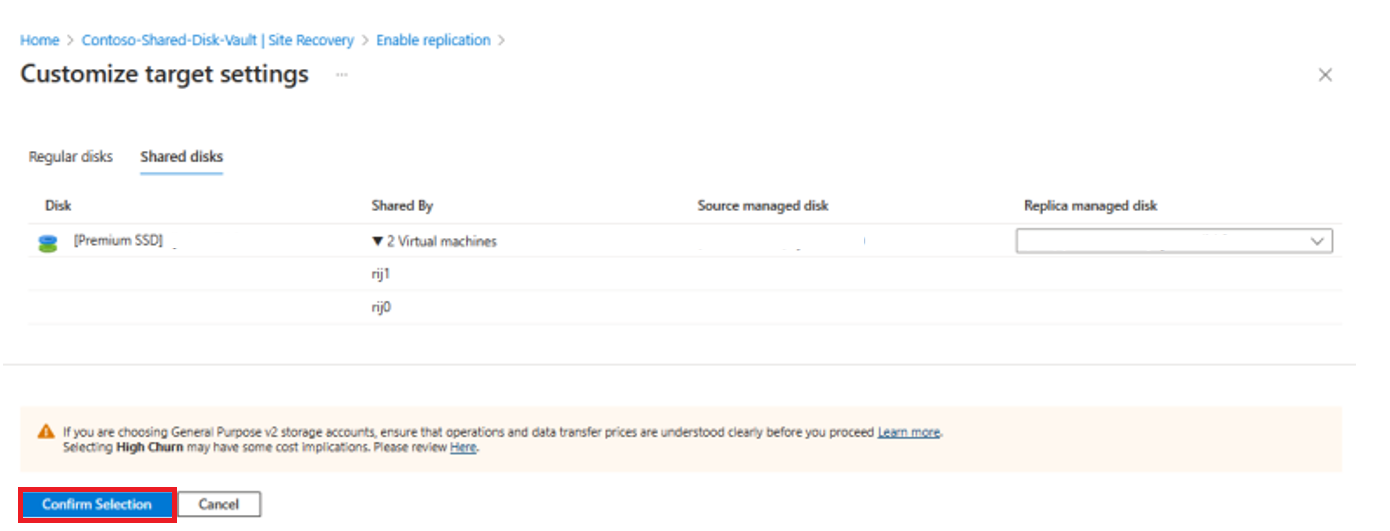 Home > Contoso-Shared-Disk-Vault | Site Recovery > Enable replication >
Customize target settings ...
Regular disks Shared disks
Disk Shared By Source managed disk Replica managed disk
[Premium SSD] ▼ 2 Virtual machines
rij1
rij0
If you are choosing General Purpose v2 storage accounts, ensure that operations and data transfer prices are understood clearly before you proceed Learn more.
Selecting High Churn may have some cost implications. Please review Here.
Confirm Selection Cancel